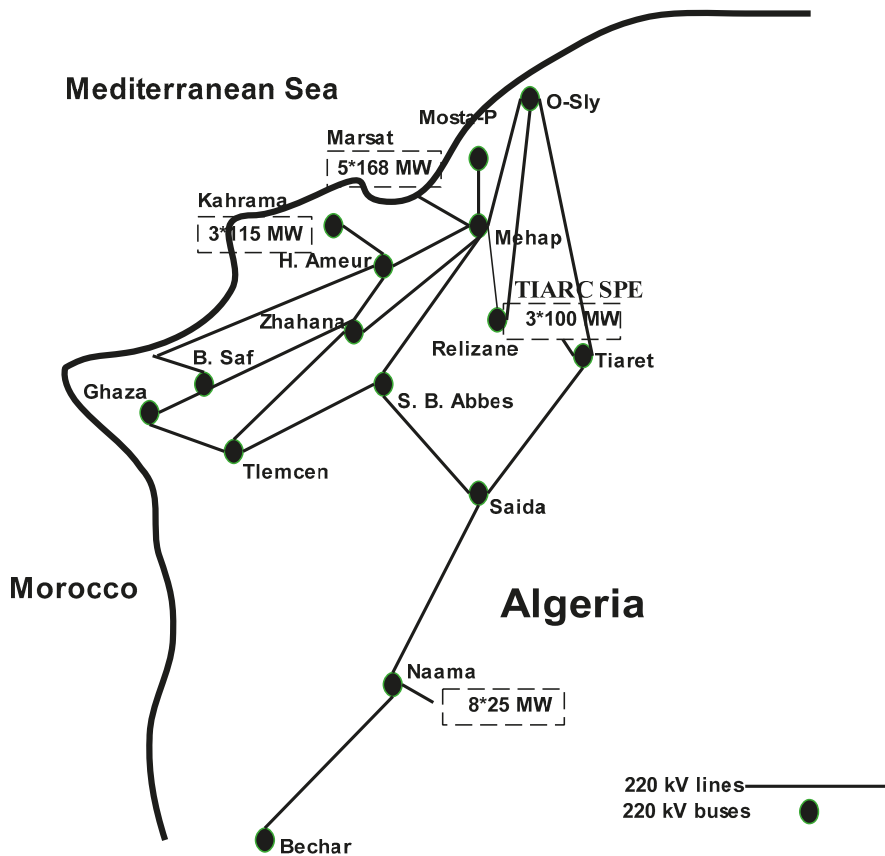 Mediterranean Sea
O-Sly
Mosta-P
Marsat
5*168 MW
Kahrama
3*115 MW
Mehap
H. Ameur
TIARC SPE
3*100 MW
Zhahana
Relizane
B. Saf
Tiaret
Ghaza
S. B. Abbes
Tlemcen
Saida
Morocco
Algeria
Naama
8*25 MW
220 kV lines
220 kV buses
Bechar